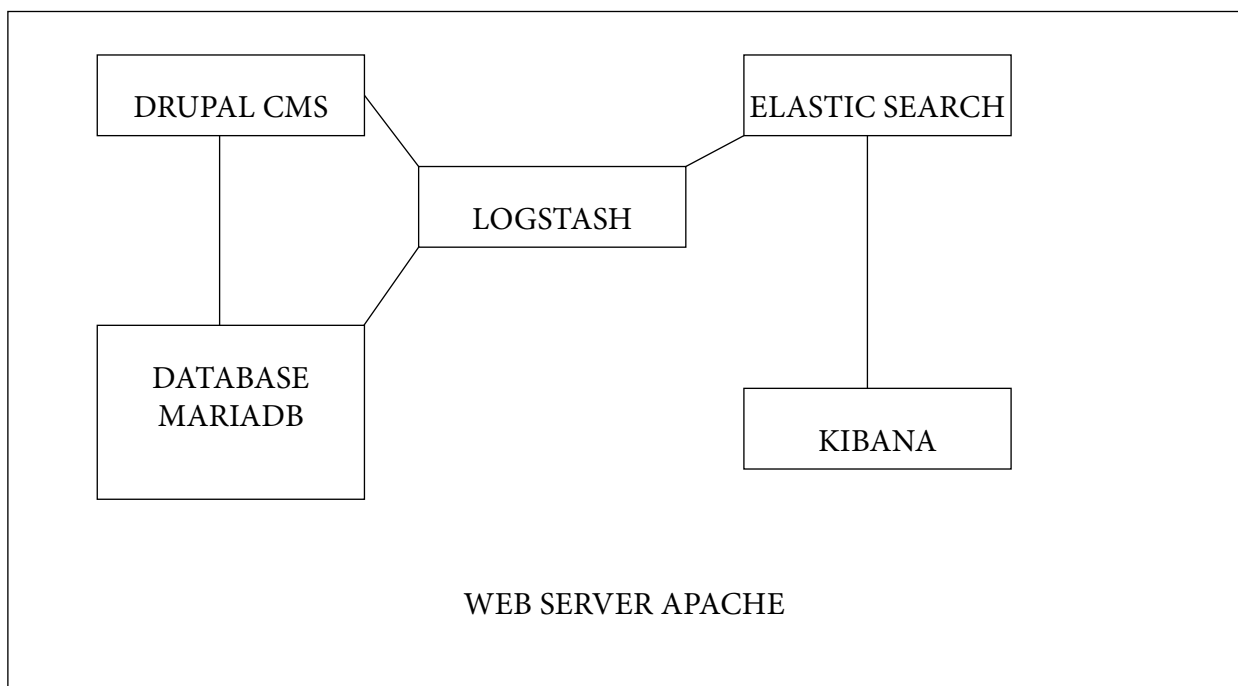 DRUPAL CMS
ELASTIC SEARCH
LOGSTASH
DATABASE
MARIADB
KIBANA
WEB SERVER APACHE